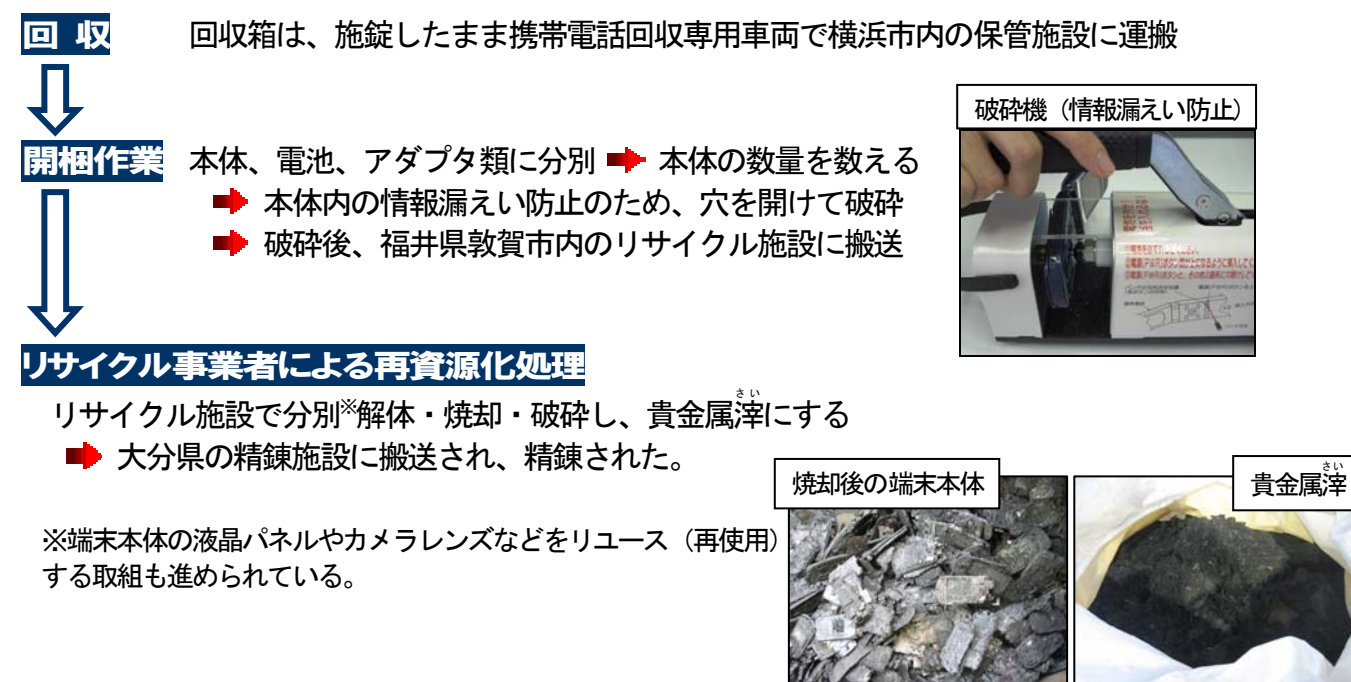 回 収 回収箱は、施錠したまま携帯電話回収専用車両で横浜市内の保管施設に運搬
破砕機（情報漏えい防止）
開梱作業 本体、電池、アダプタ類に分別 ➡ 本体の数量を数える
➡ 本体内の情報漏えい防止のため、穴を開けて破砕
➡ 破砕後、福井県敦賀市内のリサイクル施設に搬送
リサイクル事業者による再資源化処理
さい
リサイクル施設で分別※解体・焼却・破砕し、貴金属滓にする
➡ 大分県の精錬施設に搬送され、精錬された。
焼却後の端末本体
さい
貴金属滓
※端末本体の液晶パネルやカメラレンズなどをリユース（再使用）
する取組も進められている。